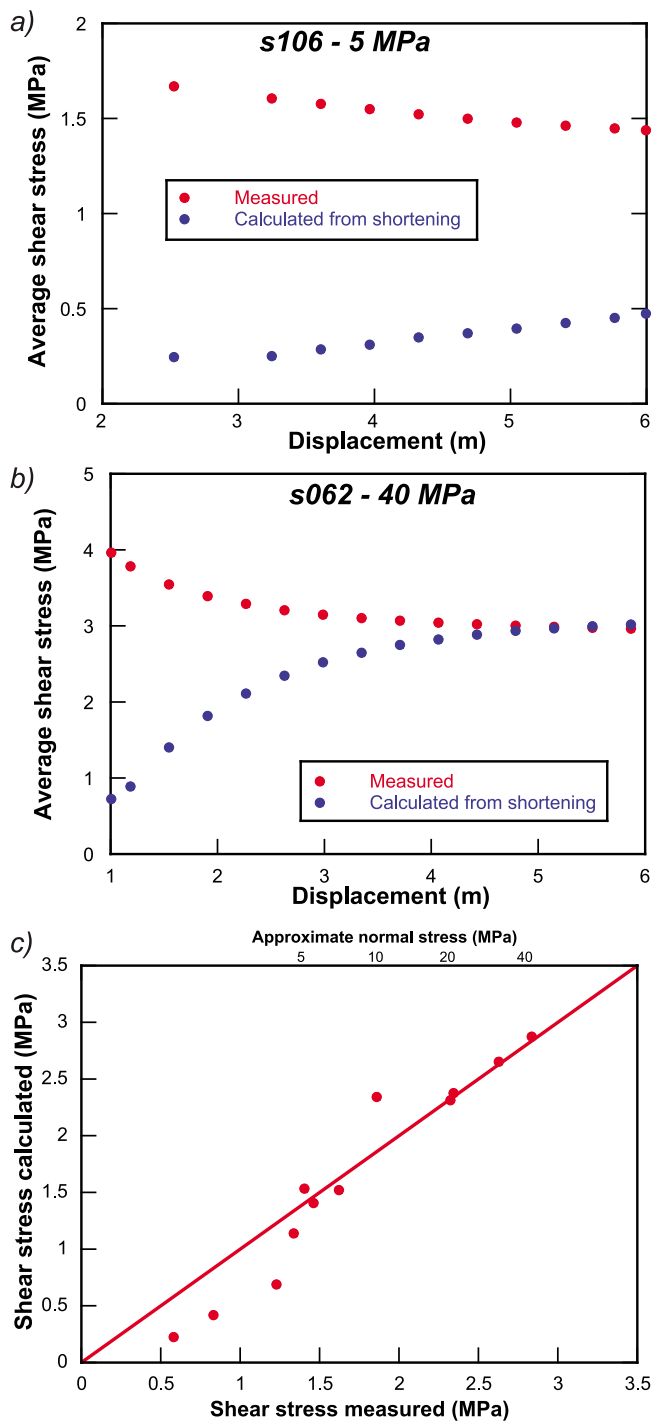 a)
s106 - 5 MPa
Average shear stress (MPa)
2
1.5
1
0.5
0
Measured
Calculated from shortening
2 3 4 5 6
Displacement (m)
b)
s062 - 40 MPa
Average shear stress (MPa)
5
4
3
2
1
0
Measured
Calculated from shortening
1 2 3 4 5 6
Displacement (m)
c)
Approximate normal stress (MPa)
5 10 20 40
Shear stress calculated (MPa)
3.5
3
2.5
2
1.5
1
0.5
0
0 0.5 1 1.5 2 2.5 3 3.5
Shear stress measured (MPa)